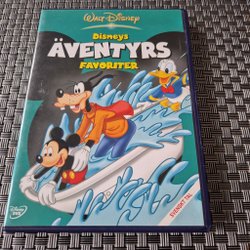 WALT DISNEY
Disneys
ÄVENTYRS
FAVORITER
SVENSKT TAL